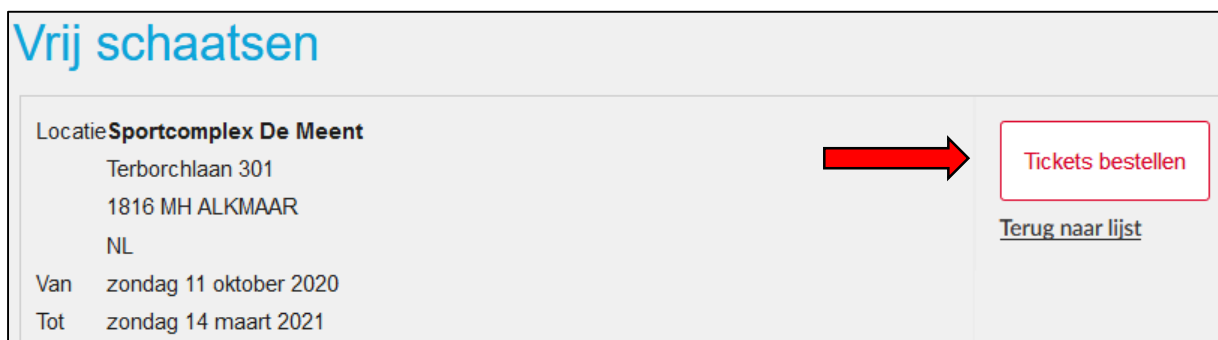 Vrij schaatsen
Locatie Sportcomplex De Meent
Terborchlaan 301
1816 MH ALKMAAR
NL
Van zondag 11 oktober 2020
Tot zondag 14 maart 2021
Tickets bestellen
Terug naar lijst